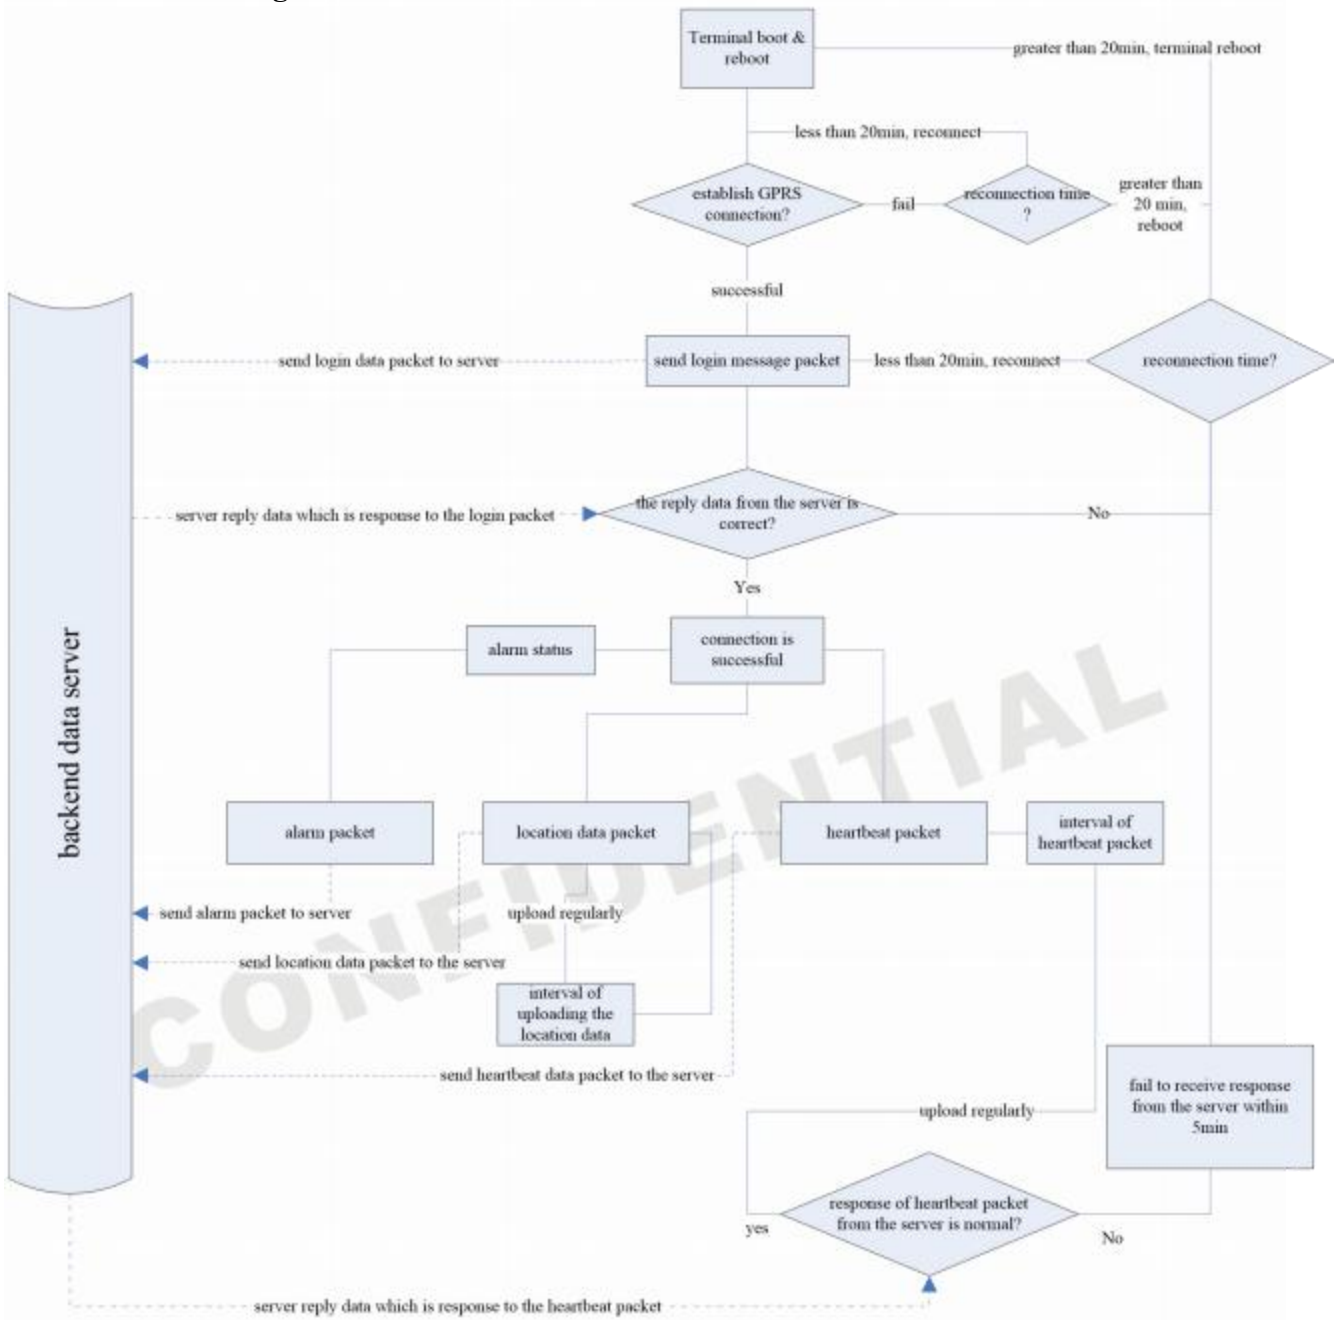 Terminal boot &
reboot
greater than 20min, terminal reboot
less than 20min, reconnect
establish GPRS
connection?
fail
reconnection time
?
greater than
20 min,
reboot
successful
send login data packet to server
send login message packet
less than 20min, reconnect
reconnection time?
server reply data which is response to the login packet
the reply data from the server is
correct?
No
Yes
backend data server
alarm status
connection is
successful
alarm packet
location data packet
heartbeat packet
interval of
heartbeat packet
send alarm packet to server
upload regularly
send location data packet to the server
interval of
uploading the
location data
send heartbeat data packet to the server
upload regularly
fail to receive response
from the server within
5min
response of heartbeat packet
from the server is normal?
yes
No
server reply data which is response to the heartbeat packet
CONFIDENTIAL